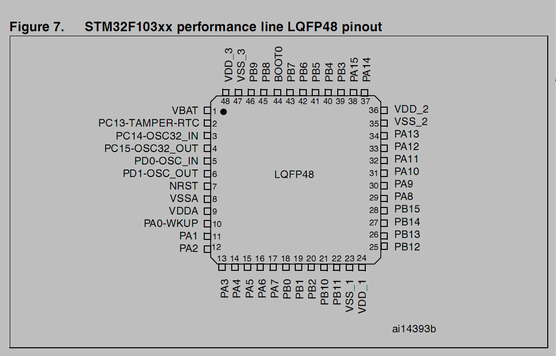 Figure 7. STM32F103xx performance line LQFP48 pinout
VDD_3
VSS_3
PB9
PB8
BOOT0
PB7
PB6
PB5
PB4
PB3
PA15
PA14
48 47 46 45 44 43 42 41 40 39 38 37
VBAT 1
PC13-TAMPER-RTC 2
PC14-OSC32_IN 3
PC15-OSC32_OUT 4
PD0-OSC_IN 5
PD1-OSC_OUT 6
NRST 7
VSSA 8
VDDA 9
PA0-WKUP 10
PA1 11
PA2 12
LQFP48
36 VDD_2
35 VSS_2
34 PA13
33 PA12
32 PA11
31 PA10
30 PA9
29 PA8
28 PB15
27 PB14
26 PB13
25 PB12
13 14 15 16 17 18 19 20 21 22 23 24
PA3
PA4
PA5
PA6
PA7
PB0
PB1
PB2
PB10
PB11
VSS_1
VDD_1
ai14393b